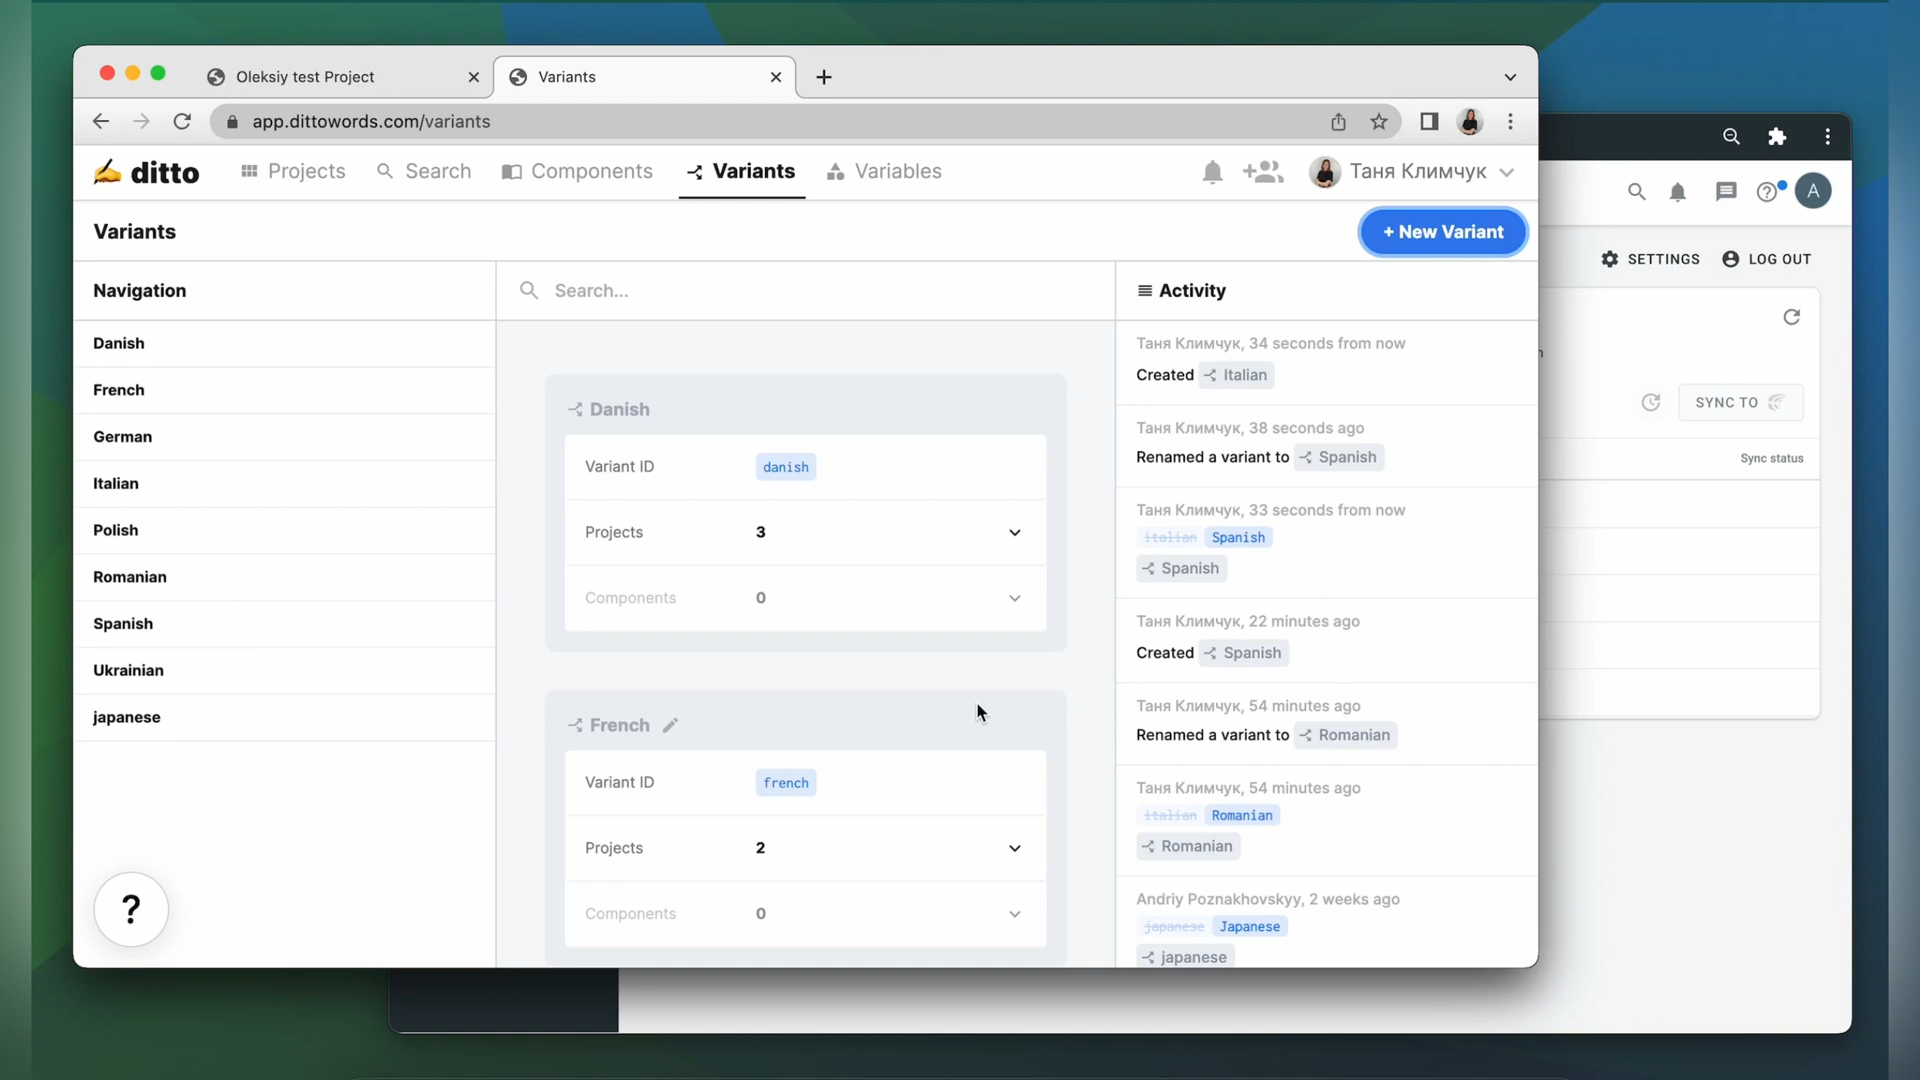 Oleksiy test Project
Variants
app.dittowords.com/variants
ditto
Projects
Search
Components
Variants
Variables
Таня Климчук
Variants
+ New Variant
Navigation
Danish
French
German
Italian
Polish
Romanian
Spanish
Ukrainian
japanese
?
Search...
Danish
Variant ID
danish
Projects
3
Components
0
French
Variant ID
french
Projects
2
Components
0
Activity
Таня Климчук, 34 seconds from now
Created Italian
Таня Климчук, 38 seconds ago
Renamed a variant to Spanish
Таня Климчук, 33 seconds from now
italian Spanish
Spanish
Таня Климчук, 22 minutes ago
Created Spanish
Таня Климчук, 54 minutes ago
Renamed a variant to Romanian
Таня Климчук, 54 minutes ago
italian Romanian
Romanian
Andriy Poznakhovskyy, 2 weeks ago
japanese Japanese
japanese
A
SETTINGS
LOG OUT
SYNC TO
Sync status